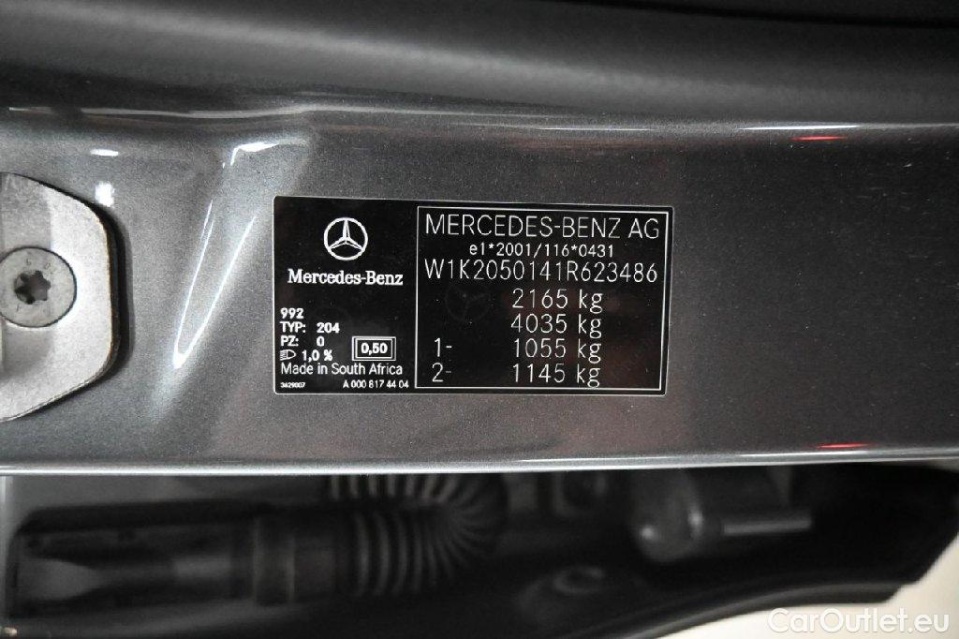 Mercedes-Benz
992
TYP: 204
PZ: 0
1,0 %
0,50
Made in South Africa
3429007 A 000 817 44 04
MERCEDES-BENZ AG
e1*2001/116*0431
W1K2050141R623486
2165 kg
4035 kg
1- 1055 kg
2- 1145 kg
CarOutlet.eu